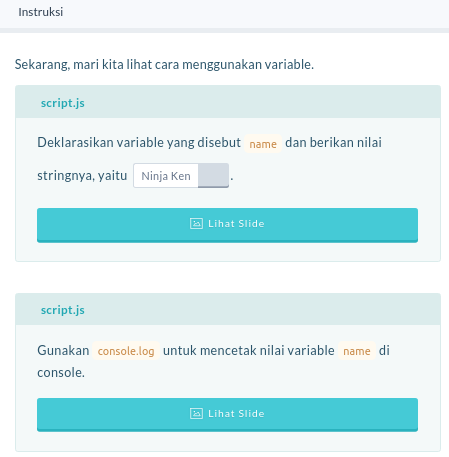 Instruksi
Sekarang, mari kita lihat cara menggunakan variable.
script.js
Deklarasikan variable yang disebut name dan berikan nilai
stringnya, yaitu Ninja Ken .
Lihat Slide
script.js
Gunakan console.log untuk mencetak nilai variable name di
console.
Lihat Slide